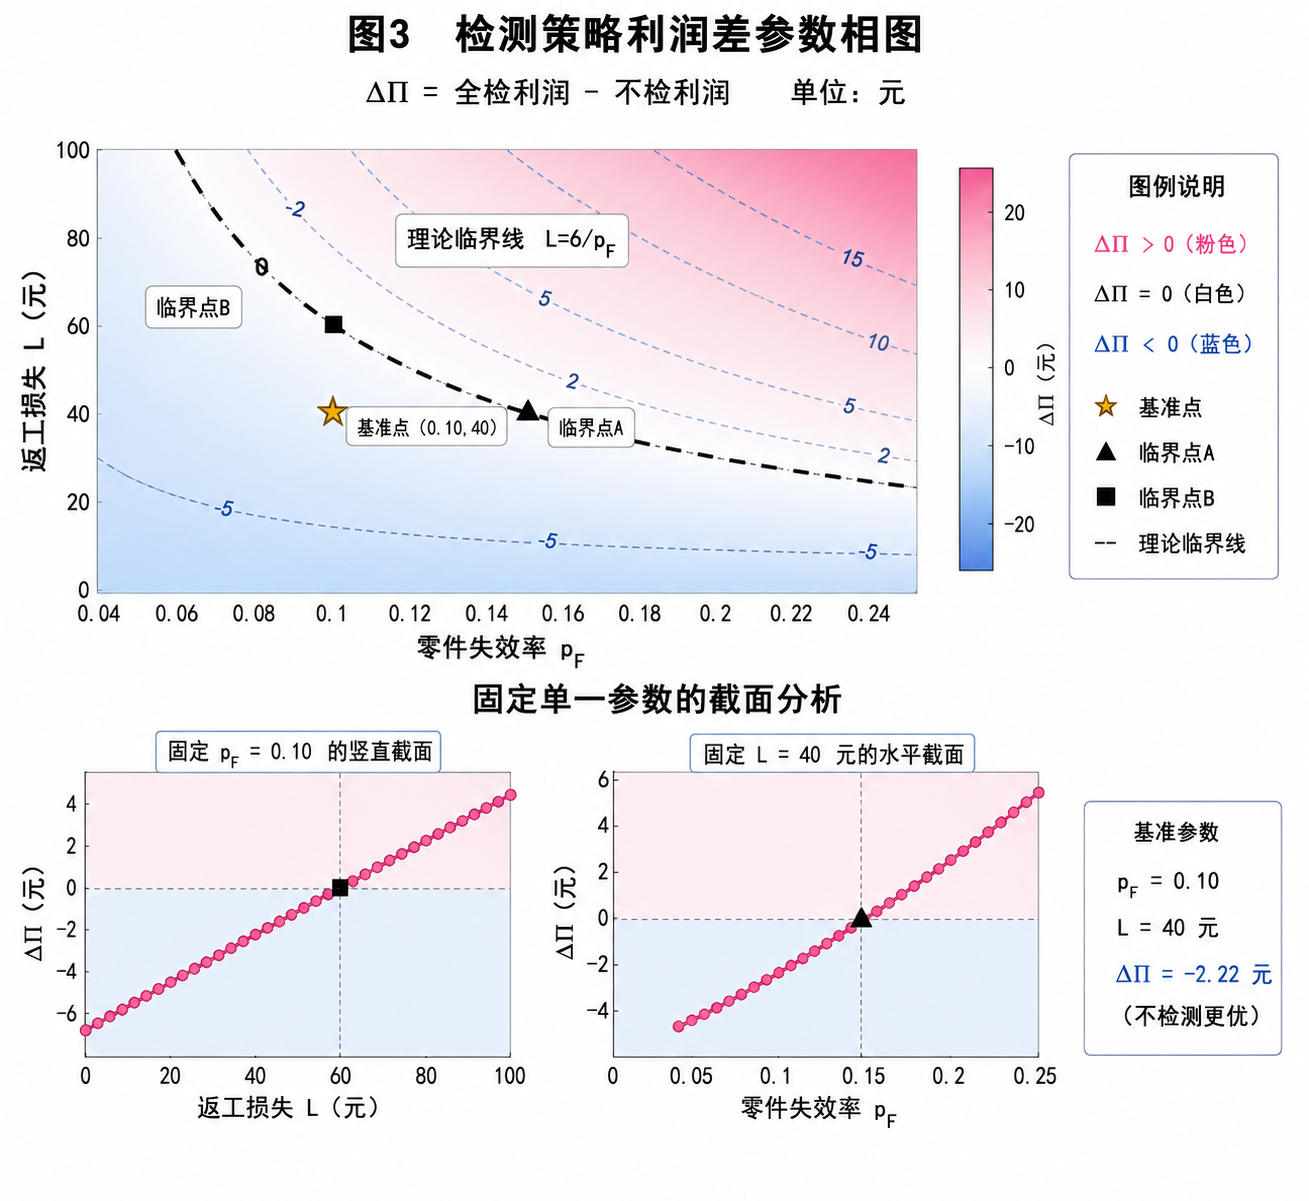 图3 检测策略利润差参数相图
ΔΠ = 全检利润 - 不检利润 单位: 元
100
80
60
40
20
0
返工损失 L (元)
0.04 0.06 0.08 0.1 0.12 0.14 0.16 0.18 0.2 0.22 0.24
零件失效率 p_F
-2
0
理论临界线 L=6/p_F
15
临界点B
5
10
2
5
基准点 (0.10,40)
临界点A
2
-5
-5
-5
20
10
0
-10
-20
ΔΠ (元)
图例说明
ΔΠ > 0 (粉色)
ΔΠ = 0 (白色)
ΔΠ < 0 (蓝色)
基准点
临界点A
临界点B
理论临界线
固定单一参数的截面分析
固定 p_F = 0.10 的竖直截面
4
2
0
-2
-4
-6
ΔΠ (元)
0 20 40 60 80 100
返工损失 L (元)
固定 L = 40 元的水平截面
6
4
2
0
-2
-4
ΔΠ (元)
0 0.05 0.1 0.15 0.2 0.25
零件失效率 p_F
基准参数
p_F = 0.10
L = 40 元
ΔΠ = -2.22 元
(不检测更优)